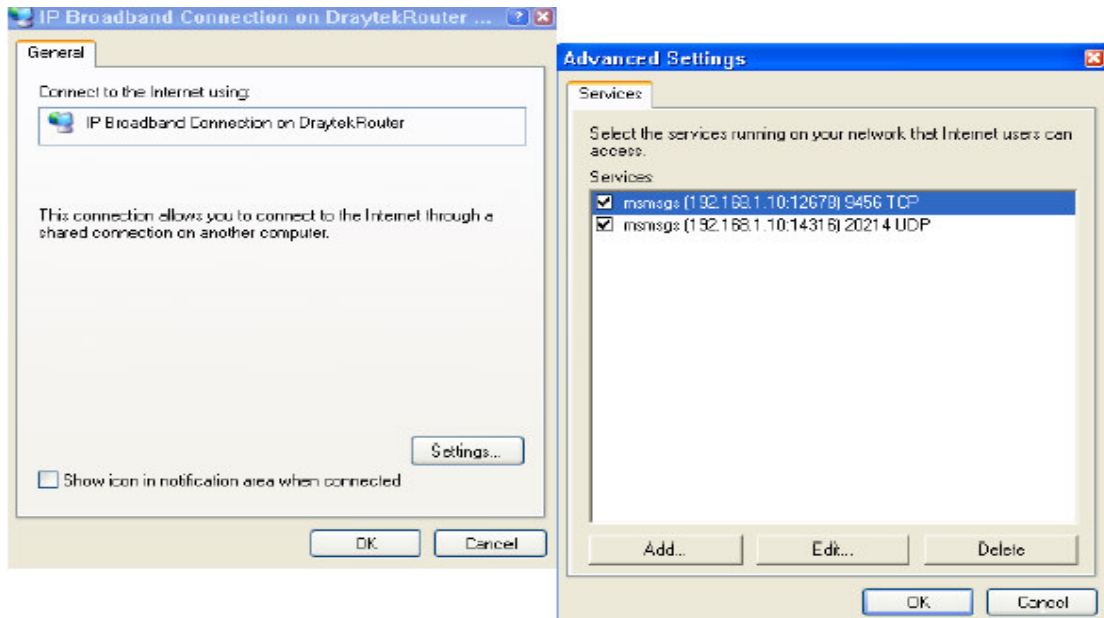 IP Broadband Connection on DraytekRouter ...
General
Connect to the Internet using:
IP Broadband Connection on DraytekRouter
This connection allows you to connect to the Internet through a
shared connection on another computer.
Settings...
Show icon in notification area when connected
OK
Cancel
Advanced Settings
Services
Select the services running on your network that Internet users can
access.
Services
msmsgs (192.168.1.10:12679) 9456 TCP
msmsgs (192.168.1.10:14316) 20214 UDP
Add...
Edit...
Delete
OK
Cancel